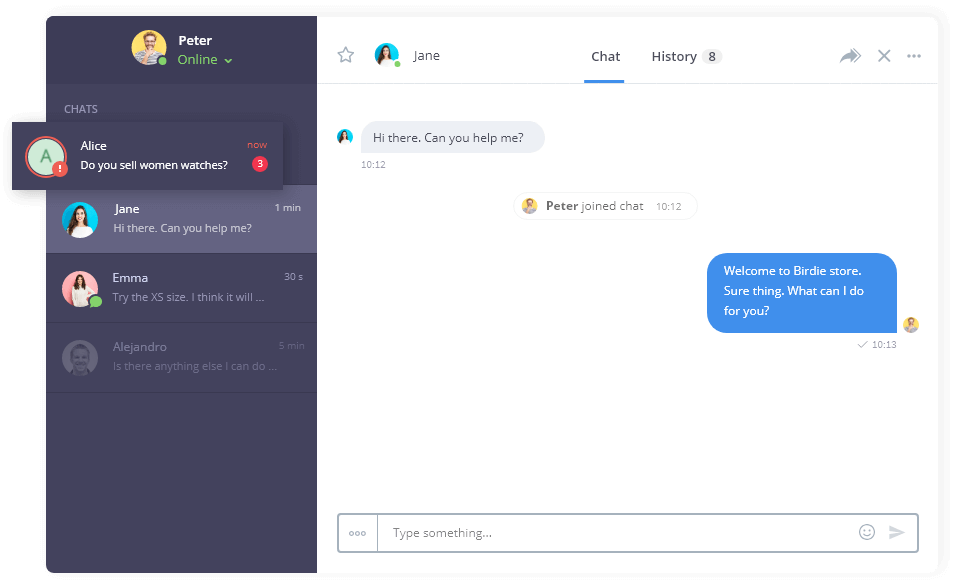 Peter
Online
CHATS
A
!
Alice
now
Do you sell women watches?
3
Jane
1 min
Hi there. Can you help me?
Emma
30 s
Try the XS size. I think it will ...
Alejandro
5 min
Is there anything else I can do ...
Jane
Chat
History 8
Hi there. Can you help me?
10:12
Peter joined chat 10:12
Welcome to Birdie store.
Sure thing. What can I do
for you?
10:13
Type something...